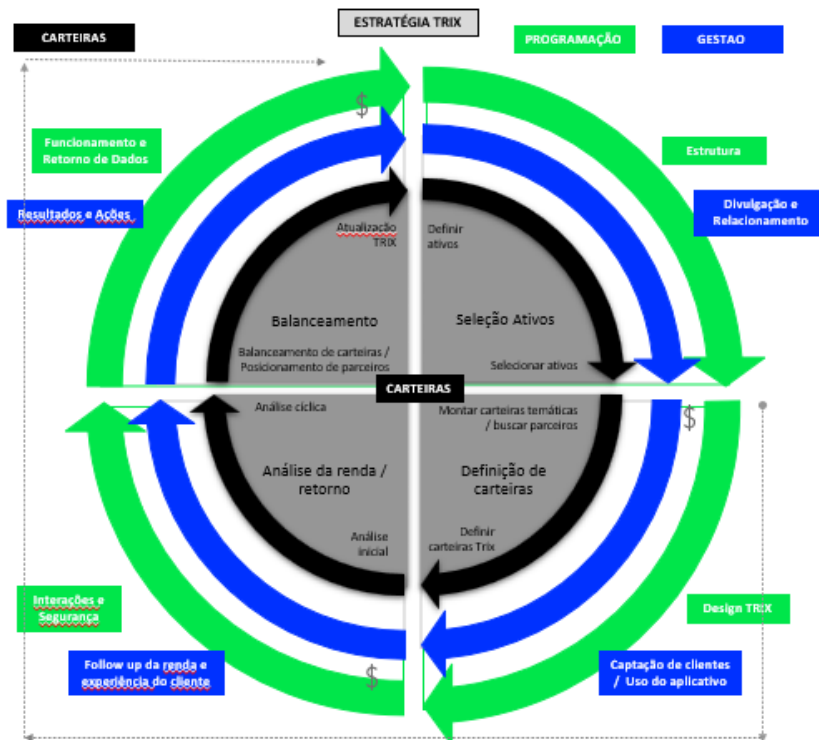 ESTRATÉGIA TRIX
CARTEIRAS
PROGRAMAÇÃO
GESTAO
$
Funcionamento e
Retorno de Dados
Estrutura
Resultados e Ações
Divulgação e
Relacionamento
Atualização
TRIX
Definir
ativos
Balanceamento
Seleção Ativos
Balanceamento de carteiras /
Posicionamento de parceiros
Selecionar ativos
CARTEIRAS
Análise cíclica
Montar carteiras temáticas
/ buscar parceiros
$
Análise da renda /
retorno
Definição de
carteiras
Análise
inicial
Definir
carteiras Trix
Interações e
Segurança
Design TRIX
Follow up da renda e
experiência do cliente
$
Captação de clientes
/ Uso do aplicativo